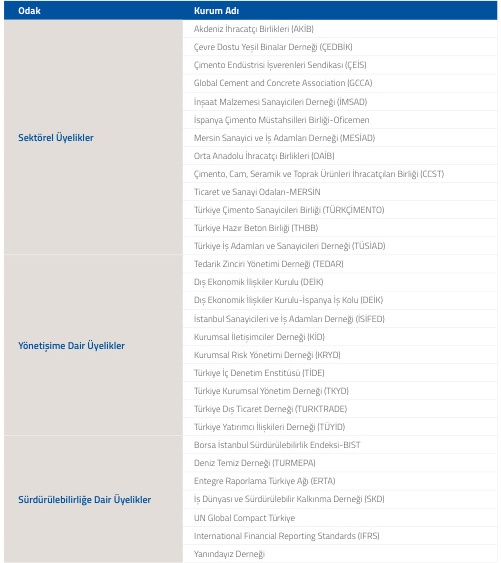 Odak Kurum Adı
Sektörel Üyelikler
Akdeniz İhracatçı Birlikleri (AKİB)
Çevre Dostu Yeşil Binalar Derneği (ÇEDBİK)
Çimento Endüstrisi İşverenleri Sendikası (ÇEİS)
Global Cement and Concrete Association (GCCA)
İnşaat Malzemesi Sanayicileri Derneği (İMSAD)
İspanya Çimento Müstahsilleri Birliği-Oficemen
Mersin Sanayici ve İş Adamları Derneği (MESİAD)
Orta Anadolu İhracatçı Birlikleri (OAİB)
Çimento, Cam, Seramik ve Toprak Ürünleri İhracatçıları Birliği (CCST)
Ticaret ve Sanayi Odaları-MERSİN
Türkiye Çimento Sanayicileri Birliği (TÜRKÇİMENTO)
Türkiye Hazır Beton Birliği (THBB)
Türkiye İş Adamları ve Sanayicileri Derneği (TÜSİAD)
Yönetişime Dair Üyelikler
Tedarik Zinciri Yönetimi Derneği (TEDAR)
Dış Ekonomik İlişkiler Kurulu (DEİK)
Dış Ekonomik İlişkiler Kurulu-İspanya İş Kolu (DEİK)
İstanbul Sanayicileri ve İş Adamları Derneği (İSİFED)
Kurumsal İletişimciler Derneği (KİD)
Kurumsal Risk Yönetimi Derneği (KRYD)
Türkiye İç Denetim Enstitüsü (TİDE)
Türkiye Kurumsal Yönetim Derneği (TKYD)
Türkiye Dış Ticaret Derneği (TURKTRADE)
Türkiye Yatırımcı İlişkileri Derneği (TÜYİD)
Sürdürülebilirliğe Dair Üyelikler
Borsa İstanbul Sürdürülebilirlik Endeksi-BIST
Deniz Temiz Derneği (TURMEPA)
Entegre Raporlama Türkiye Ağı (ERTA)
İş Dünyası ve Sürdürülebilir Kalkınma Derneği (SKD)
UN Global Compact Türkiye
International Financial Reporting Standards (IFRS)
Yanındayız Derneği